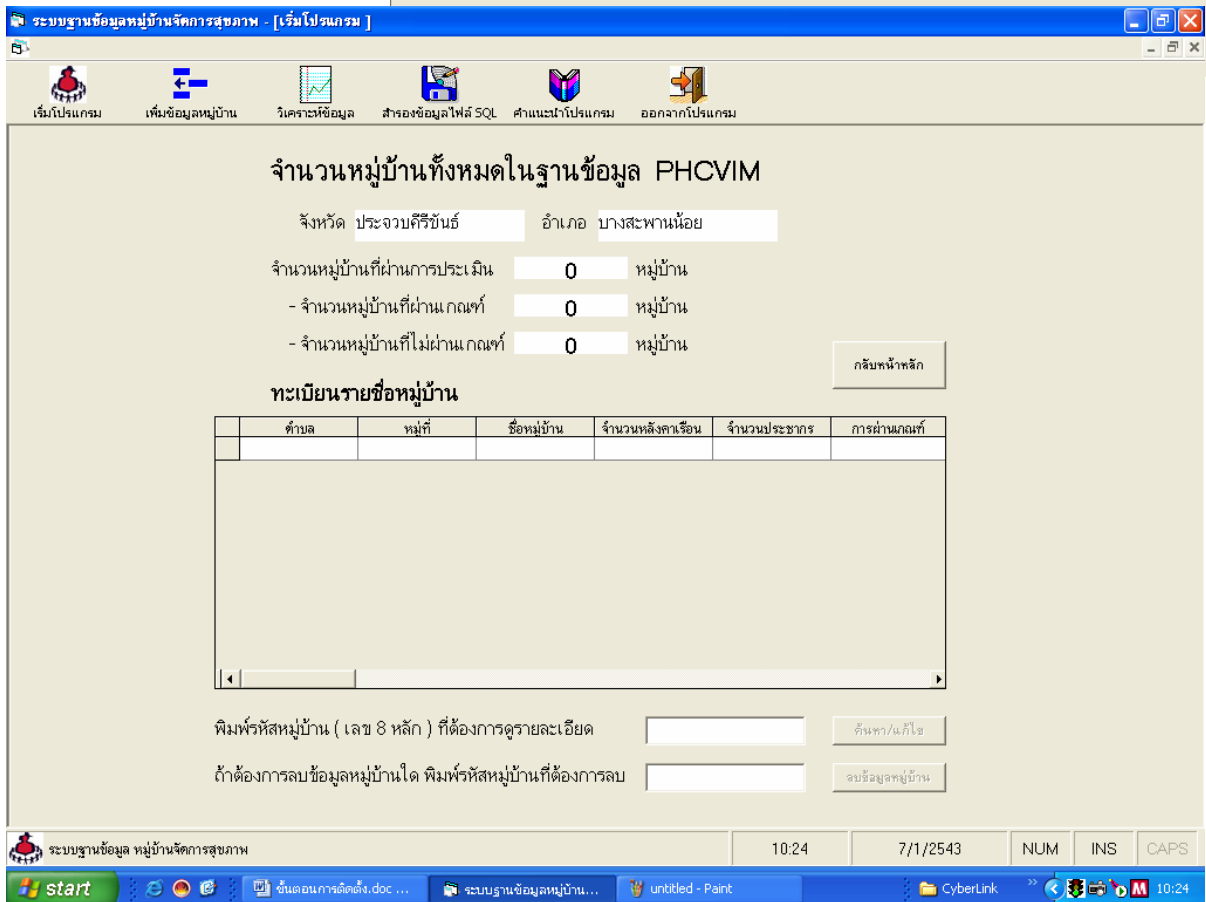 ระบบฐานข้อมูลหมู่บ้านจัดการสุขภาพ - [เริ่มโปรแกรม ]
เริ่มโปรแกรม เพิ่มข้อมูลหมู่บ้าน วิเคราะห์ข้อมูล สำรองข้อมูลไฟล์ SQL คำแนะนำโปรแกรม ออกจากโปรแกรม
จำนวนหมู่บ้านทั้งหมดในฐานข้อมูล PHCVIM
จังหวัด ประจวบคีรีขันธ์ อำเภอ บางสะพานน้อย
จำนวนหมู่บ้านที่ผ่านการประเมิน 0 หมู่บ้าน
- จำนวนหมู่บ้านที่ผ่านเกณฑ์ 0 หมู่บ้าน
- จำนวนหมู่บ้านที่ไม่ผ่านเกณฑ์ 0 หมู่บ้าน
กลับหน้าหลัก
ทะเบียนรายชื่อหมู่บ้าน
ตำบล หมู่ที่ ชื่อหมู่บ้าน จำนวนหลังคาเรือน จำนวนประชากร การผ่านเกณฑ์
พิมพ์รหัสหมู่บ้าน ( เลข 8 หลัก ) ที่ต้องการดูรายละเอียด ค้นหา/แก้ไข
ถ้าต้องการลบข้อมูลหมู่บ้านใด พิมพ์รหัสหมู่บ้านที่ต้องการลบ ลบข้อมูลหมู่บ้าน
ระบบฐานข้อมูล หมู่บ้านจัดการสุขภาพ 10:24 7/1/2543 NUM INS CAPS
start ขั้นตอนการติดตั้ง.doc ... ระบบฐานข้อมูลหมู่บ้าน... untitled - Paint CyberLink 10:24